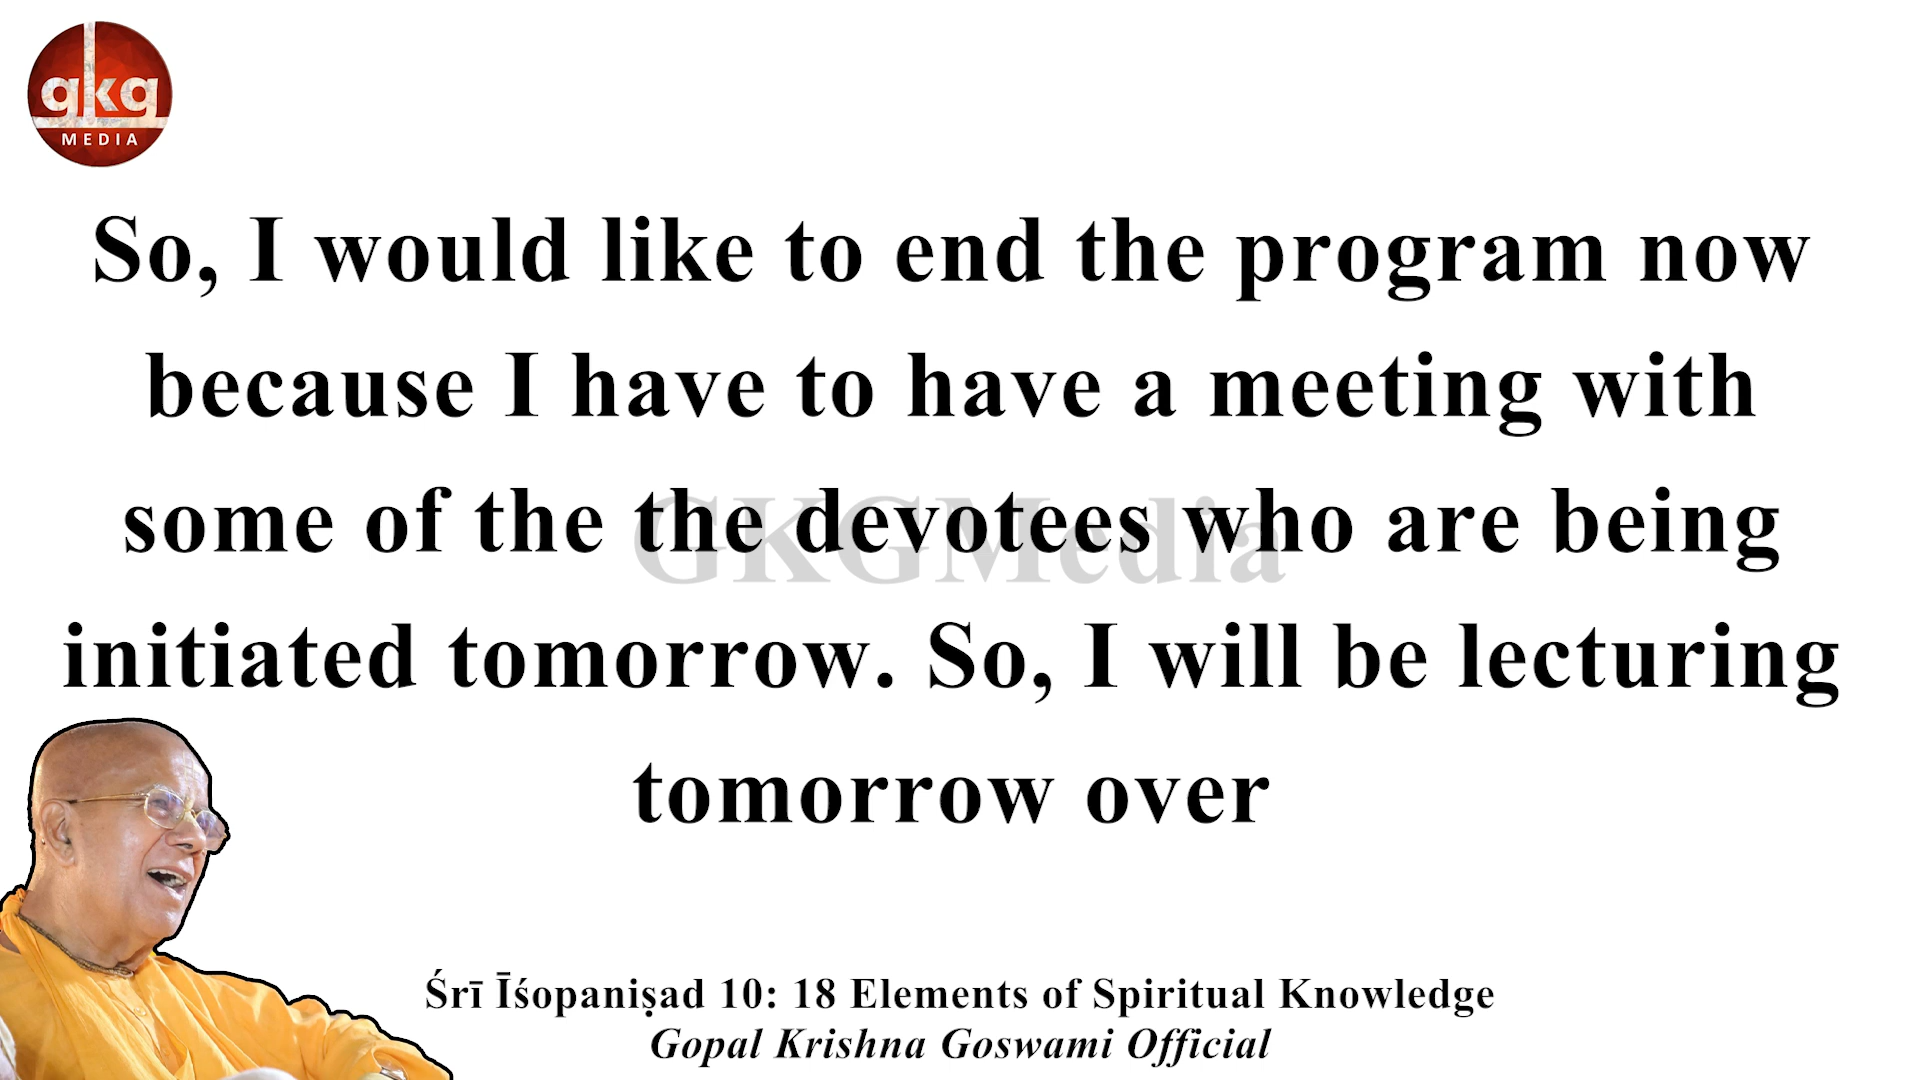 gkg
MEDIA
So, I would like to end the program now
because I have to have a meeting with
some of the the devotees who are being
initiated tomorrow. So, I will be lecturing
tomorrow over
GKGMedia
Śrī Īśopaniṣad 10: 18 Elements of Spiritual Knowledge
Gopal Krishna Goswami Official